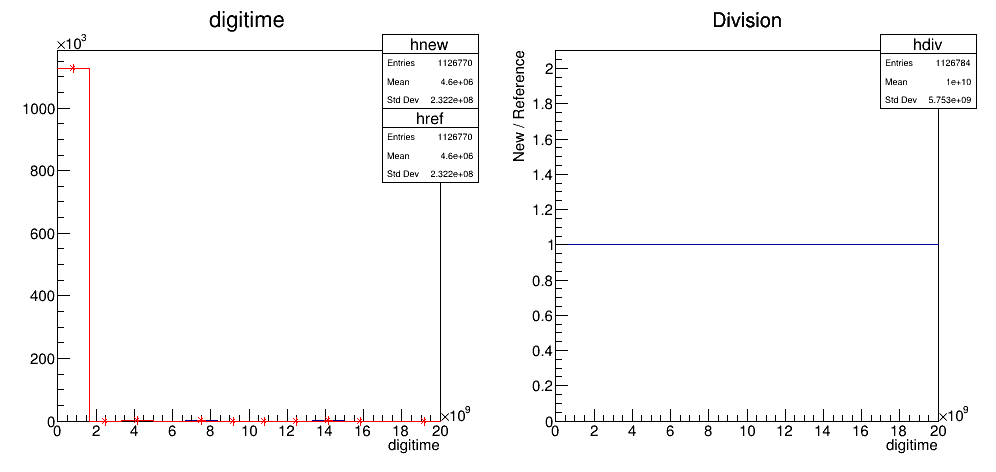 digitime
×10³
hnew
Entries 1126770
Mean 4.6e+06
Std Dev 2.322e+08
href
Entries 1126770
Mean 4.6e+06
Std Dev 2.322e+08
1000
800
600
400
200
0
0 2 4 6 8 10 12 14 16 18 20
×10⁹
digitime
Division
hdiv
Entries 1126784
Mean 1e+10
Std Dev 5.753e+09
New / Reference
2
1.8
1.6
1.4
1.2
1
0.8
0.6
0.4
0.2
0
0 2 4 6 8 10 12 14 16 18 20
×10⁹
digitime